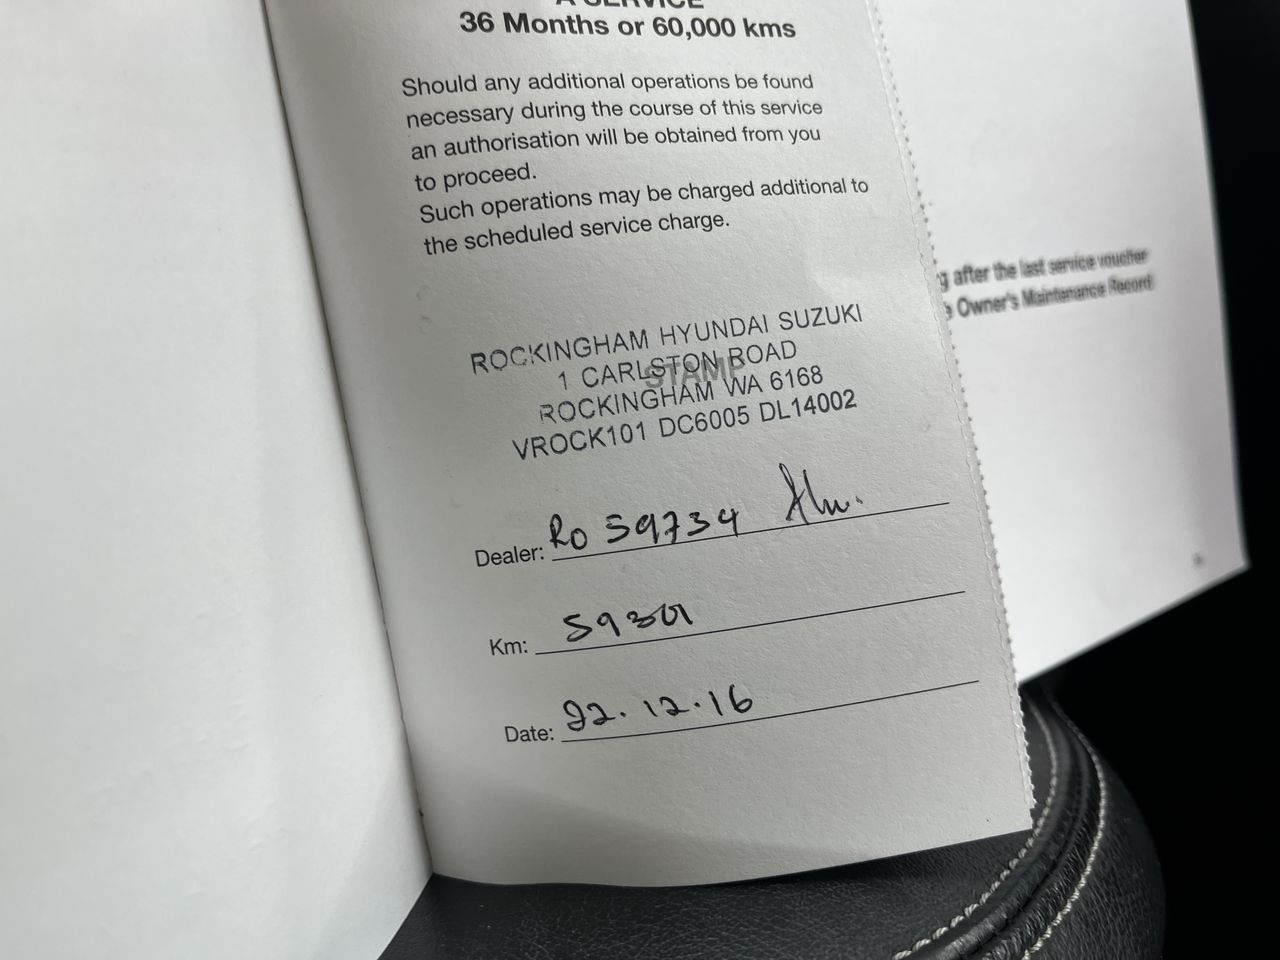 A SERVICE
36 Months or 60,000 kms
Should any additional operations be found
necessary during the course of this service
an authorisation will be obtained from you
to proceed.
Such operations may be charged additional to
the scheduled service charge.
ROCKINGHAM HYUNDAI SUZUKI
1 CARLSTON ROAD
STAMP
ROCKINGHAM WA 6168
VROCK101 DC6005 DL14002
Dealer: Ro 59734
Km: 59301
Date: 22.12.16
g after the last service voucher
Owner's Maintenance Record